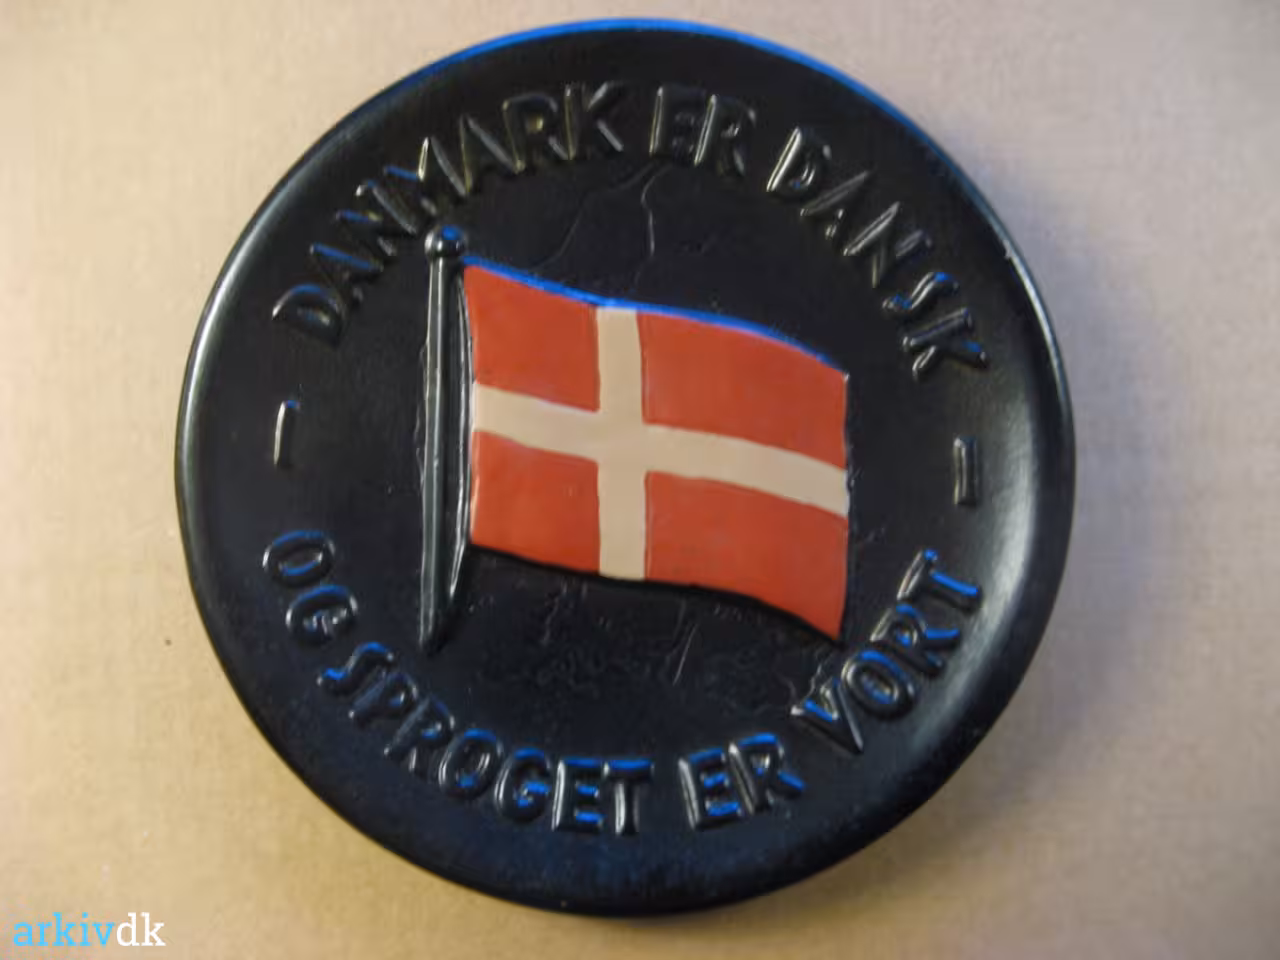 - DANMARK ER DANSK -
OG SPROGET ER VORT
arkivdk